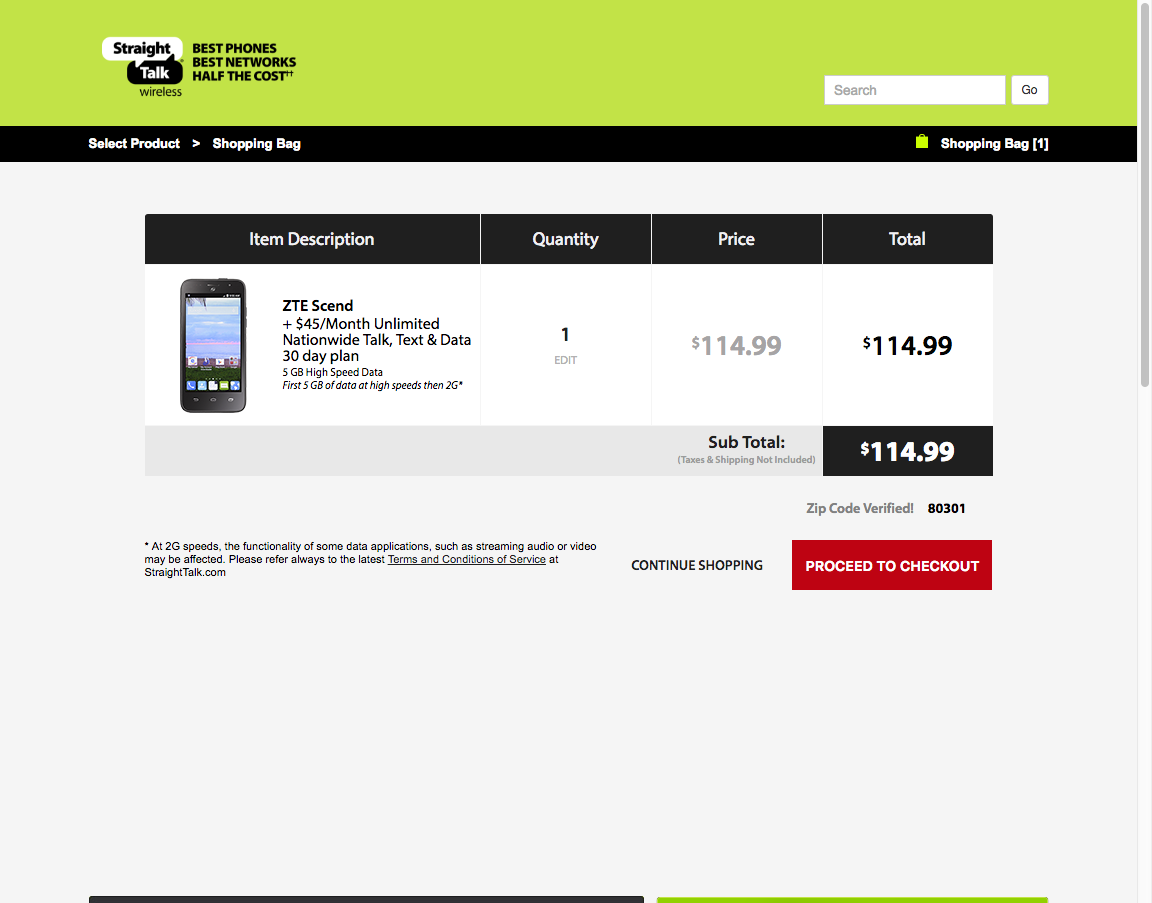 Straight
Talk
wireless
BEST PHONES
BEST NETWORKS
HALF THE COST††
Search
Go
Select Product > Shopping Bag
Shopping Bag [1]
Item Description
Quantity
Price
Total
ZTE Scend
+ $45/Month Unlimited
Nationwide Talk, Text & Data
30 day plan
5 GB High Speed Data
First 5 GB of data at high speeds then 2G*
1
EDIT
$114.99
$114.99
Sub Total:
(Taxes & Shipping Not Included)
$114.99
Zip Code Verified! 80301
* At 2G speeds, the functionality of some data applications, such as streaming audio or video
may be affected. Please refer always to the latest Terms and Conditions of Service at
StraightTalk.com
CONTINUE SHOPPING
PROCEED TO CHECKOUT